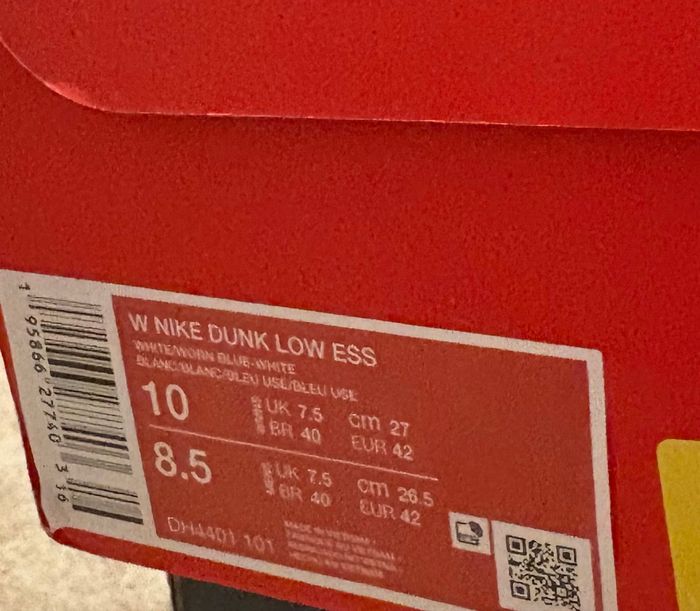 W NIKE DUNK LOW ESS
WHITE/WORN BLUE-WHITE
BLANC/BLANC/BLEU USE/BLEU USE
10 UK 7.5 cm 27
BR 40 EUR 42
8.5 UK 7.5 cm 26.5
BR 40 EUR 42
DH4401 101
MADE IN VIETNAM
1 95866 27740 3 16